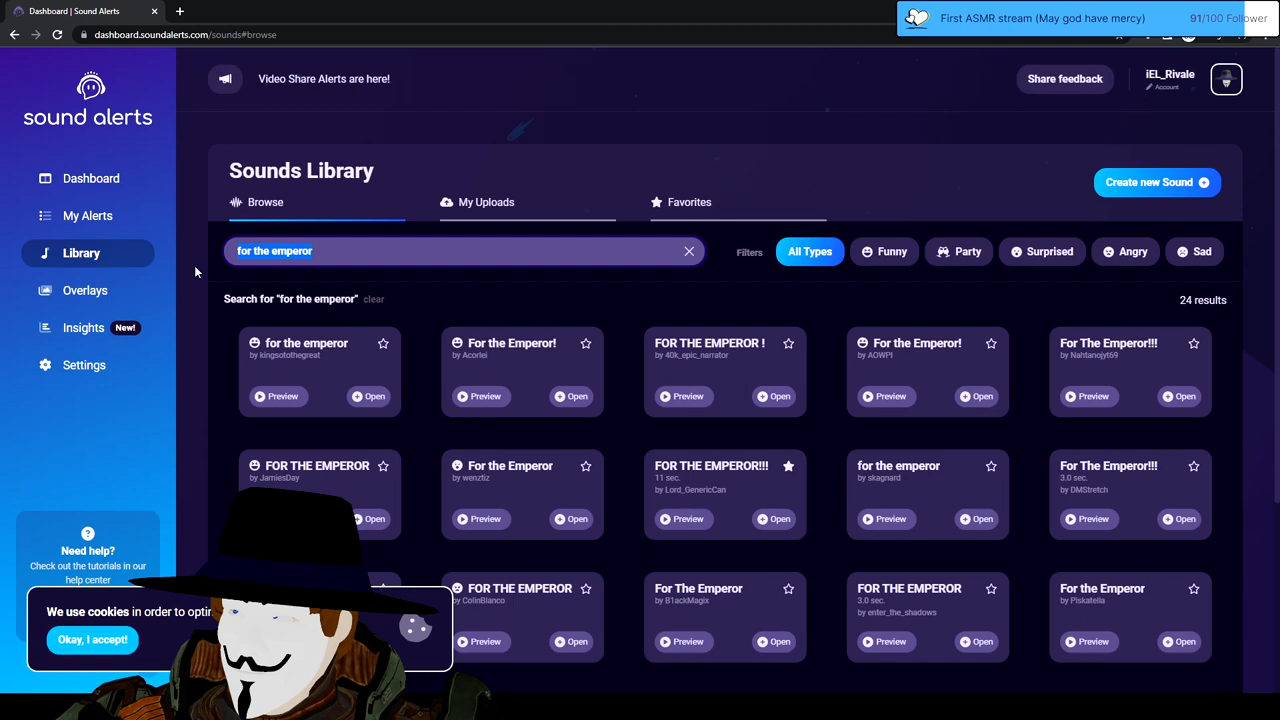 Dashboard | Sound Alerts
First ASMR stream (May god have mercy)
91/100 Follower
dashboard.soundalerts.com/sounds#browse
sound alerts
Video Share Alerts are here!
Share feedback
iEL_Rivale
Account
Dashboard
My Alerts
Library
Overlays
Insights New!
Settings
Sounds Library
Create new Sound
Browse
My Uploads
Favorites
for the emperor
Filters
All Types
Funny
Party
Surprised
Angry
Sad
Search for "for the emperor" clear
24 results
for the emperor
by kingsotothegreat
Preview
Open
For the Emperor!
by Acorlei
Preview
Open
FOR THE EMPEROR !
by 40k_epic_narrator
Preview
Open
For the Emperor!
by AOWPI
Preview
Open
For The Emperor!!!
by Nahtanojyt69
Preview
Open
FOR THE EMPEROR
by JamiesDay
Open
For the Emperor
by wenztiz
Preview
Open
FOR THE EMPEROR!!!
11 sec.
by Lord_GenericCan
Preview
Open
for the emperor
by skagnard
Preview
Open
For The Emperor!!!
3.0 sec.
by DMStretch
Preview
Open
FOR THE EMPEROR
by ColinBlanco
Preview
Open
For The Emperor
by B1ackMagix
Preview
Open
FOR THE EMPEROR
3.0 sec.
by enter_the_shadows
Preview
Open
For the Emperor
by Piskatella
Preview
Open
Need help?
Check out the tutorials in our
help center
We use cookies in order to optir
Okay, I accept!